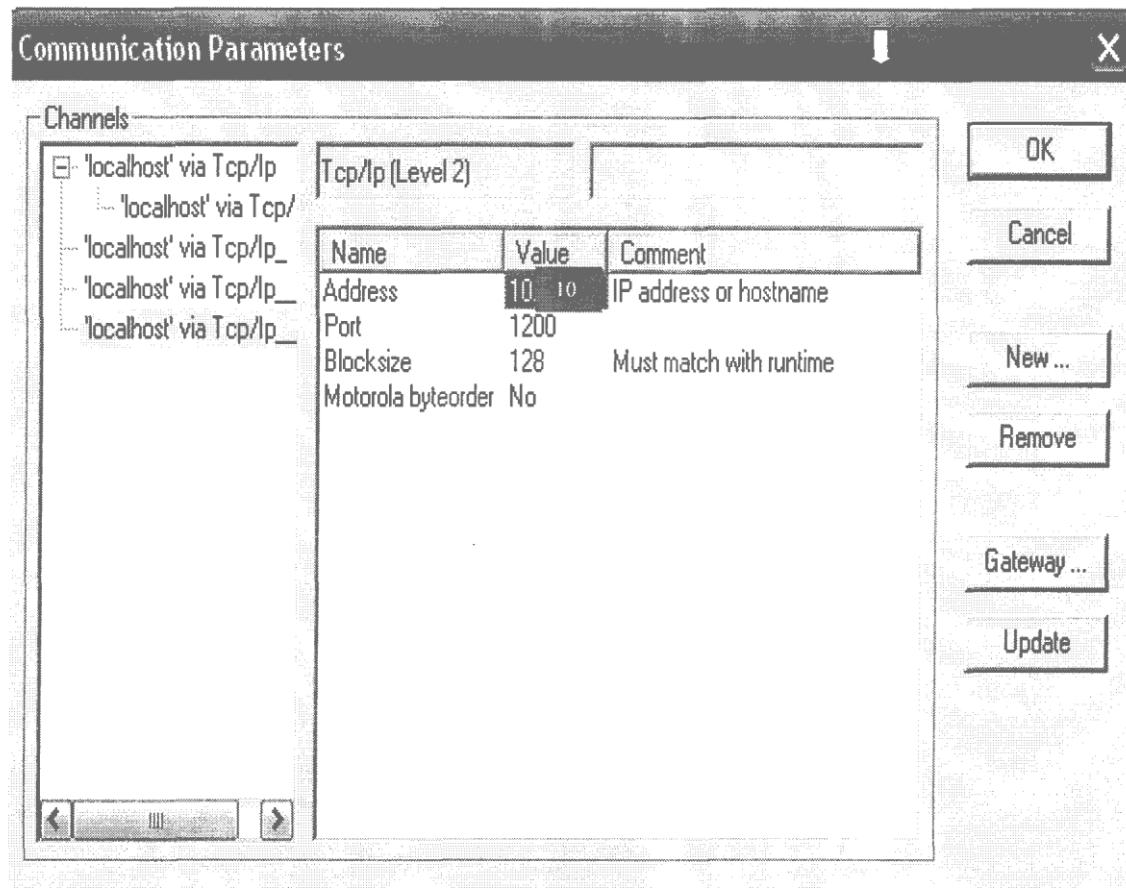 Communication Parameters
X
Channels
'localhost' via Tcp/Ip
'localhost' via Tcp/
'localhost' via Tcp/Ip_
'localhost' via Tcp/Ip__
'localhost' via Tcp/Ip__
Tcp/Ip (Level 2)
Name Value Comment
Address 10 10 IP address or hostname
Port 1200
Blocksize 128 Must match with runtime
Motorola byteorder No
OK
Cancel
New ...
Remove
Gateway ...
Update